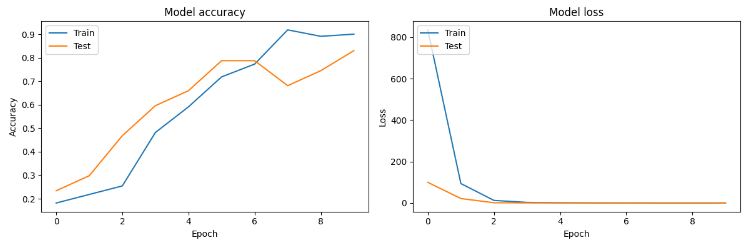 Model accuracy
Train
Test
Accuracy
0.9
0.8
0.7
0.6
0.5
0.4
0.3
0.2
0
2
4
6
8
Epoch
Model loss
Train
Test
Loss
800
600
400
200
0
0
2
4
6
8
Epoch